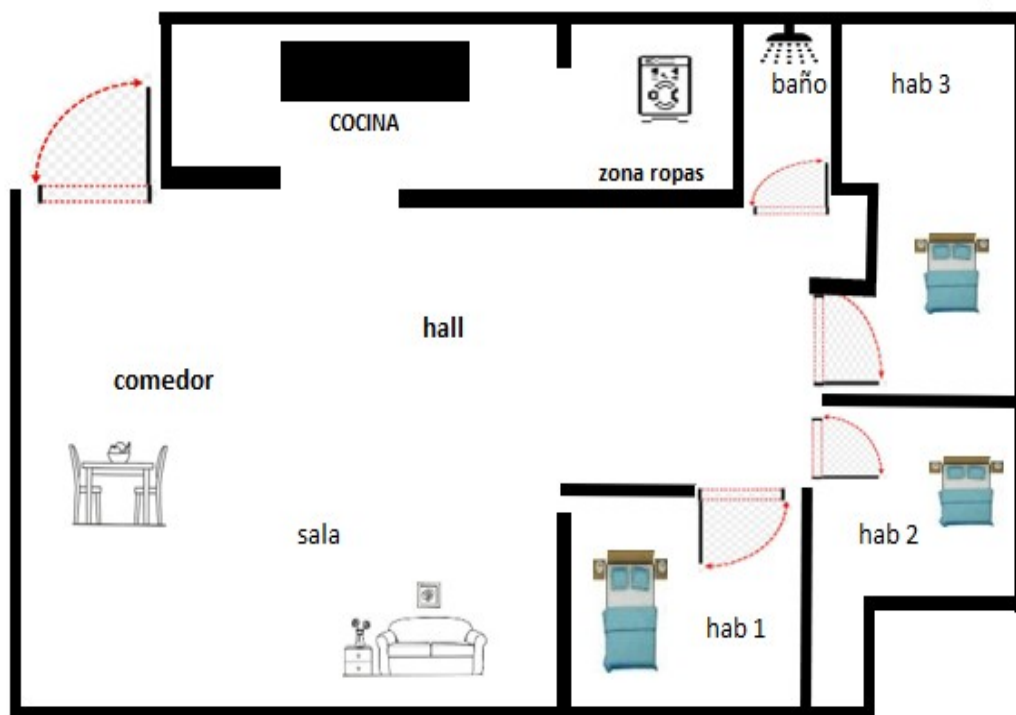 baño
hab 3
COCINA
zona ropas
hall
comedor
sala
hab 2
hab 1